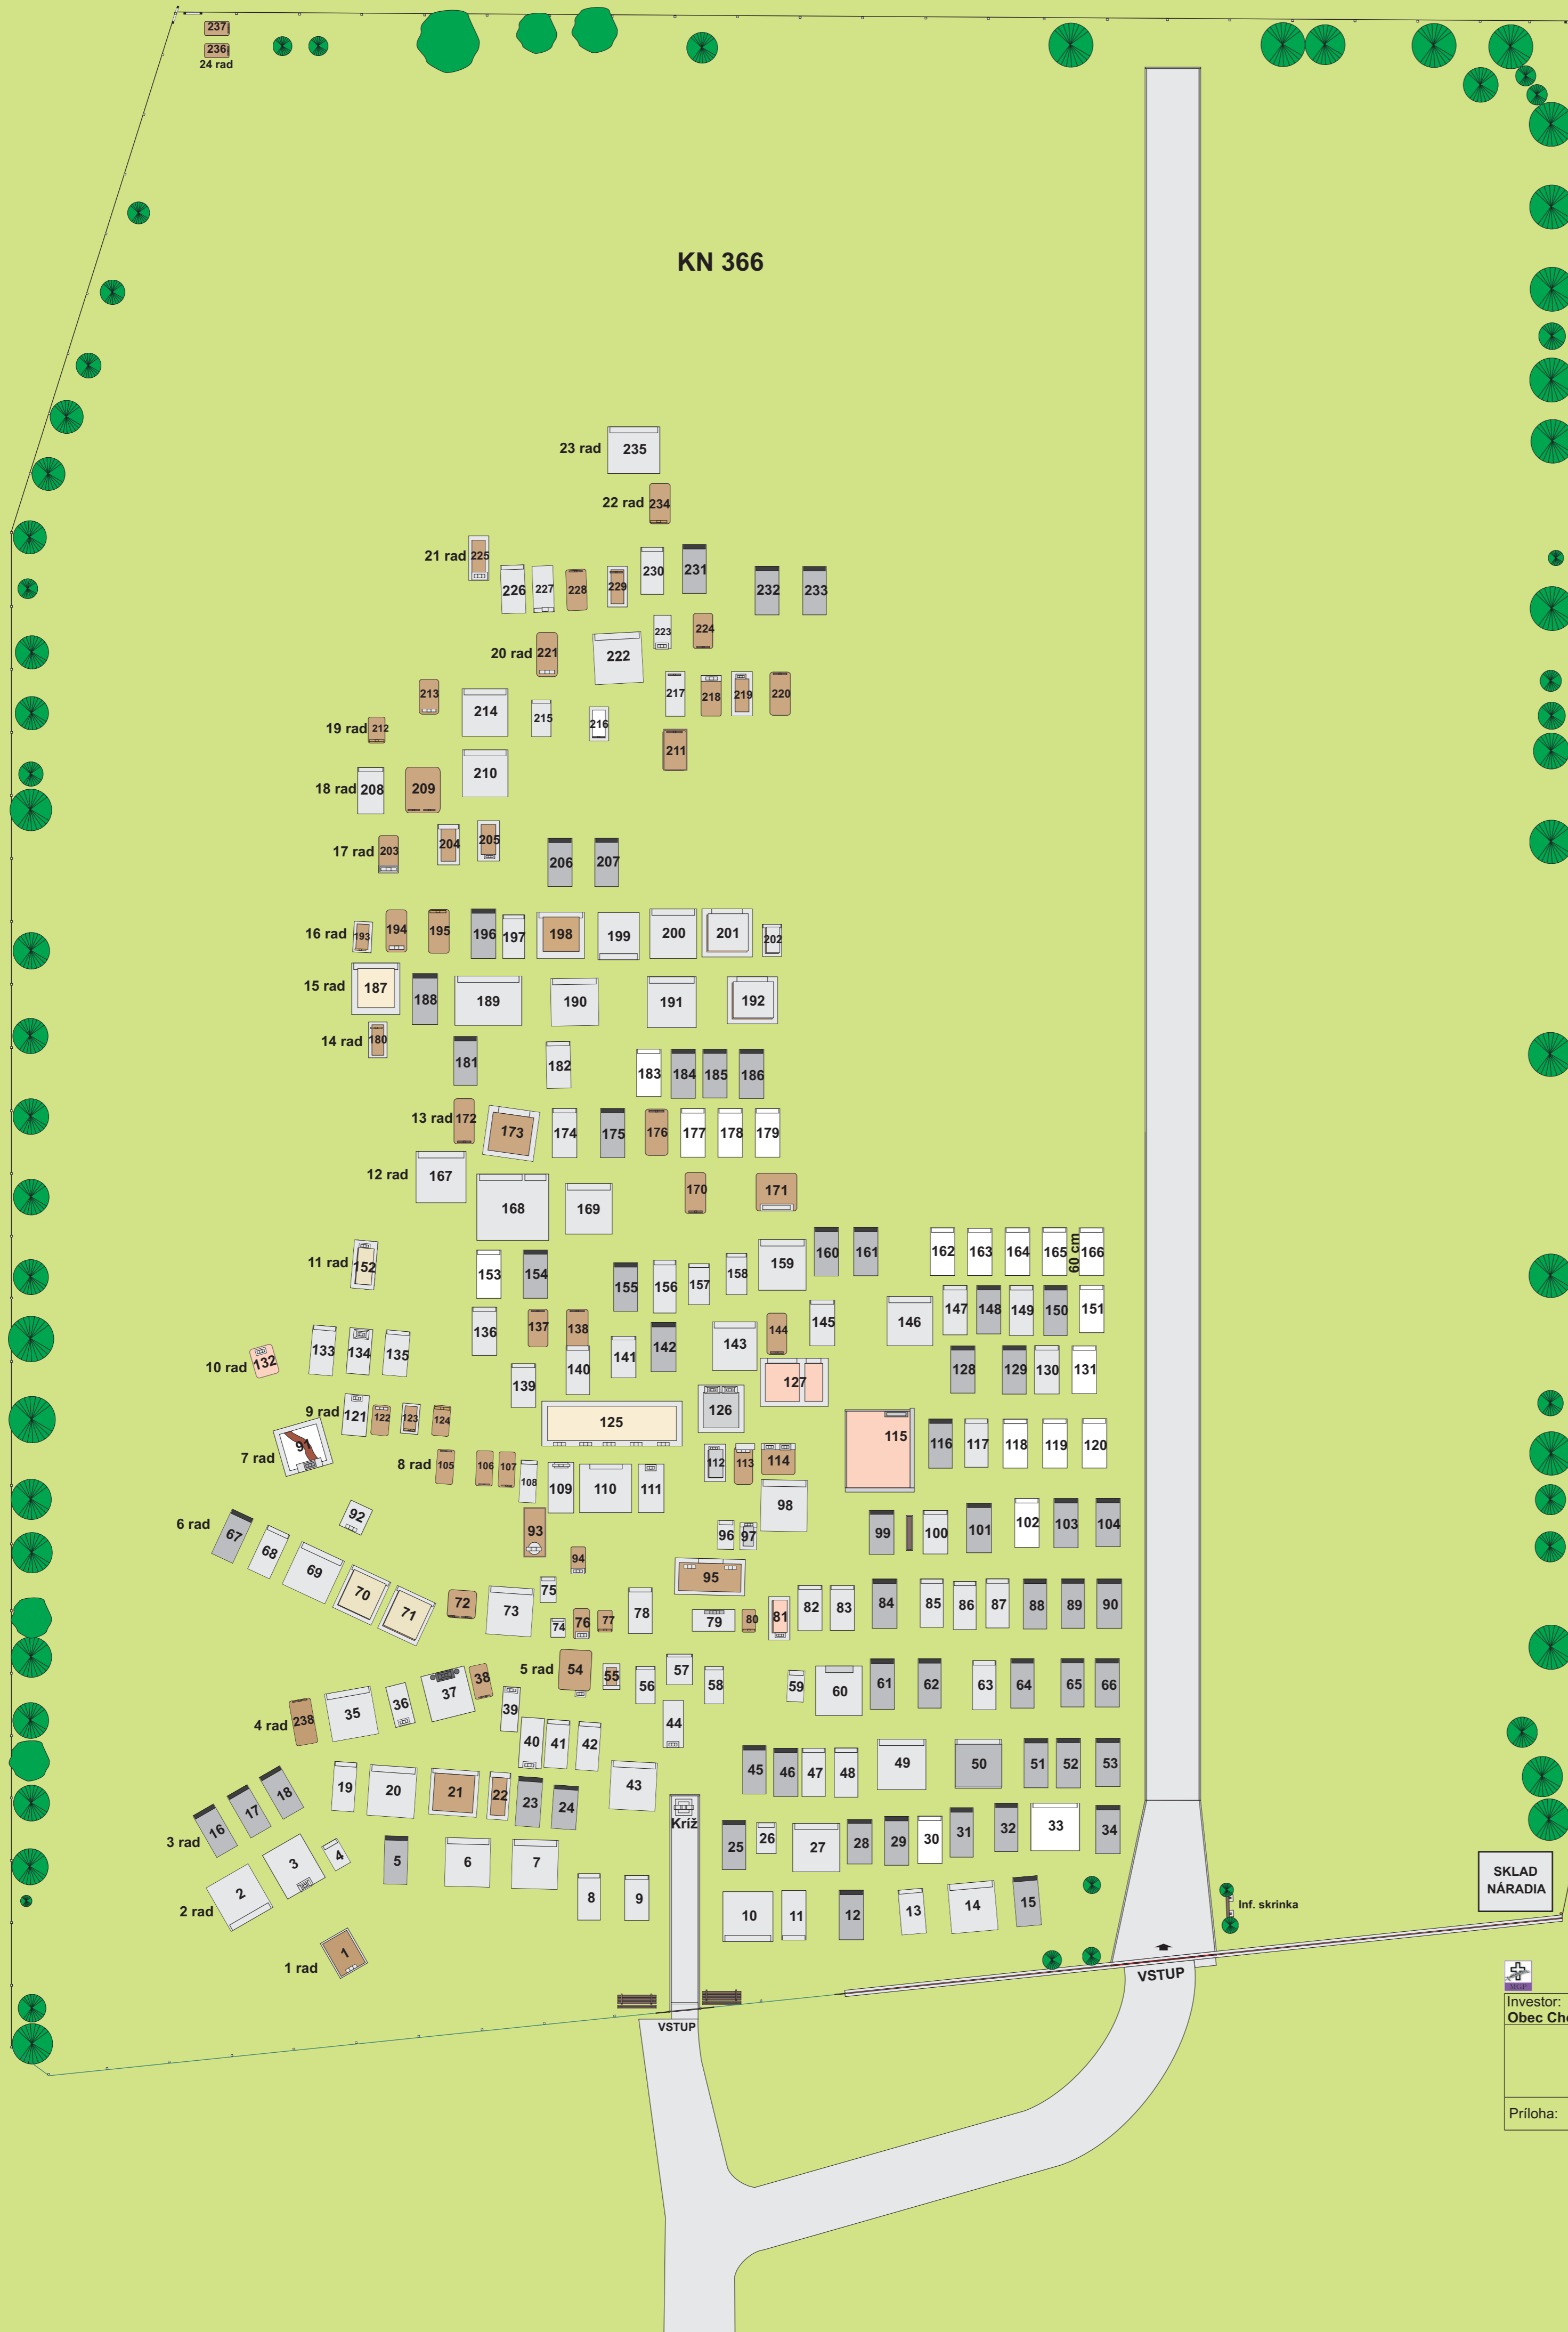 237
236
24 rad
KN 366
23 rad 235
22 rad 234
21 rad 225 226 227 228 229 230 231 232 233
20 rad 221 222 223 224
213 214 215 216 217 218 219 220
19 rad 212 211
18 rad 208 209 210
17 rad 203 204 205 206 207
16 rad 193 194 195 196 197 198 199 200 201 202
15 rad 187 188 189 190 191 192
14 rad 180 181 182 183 184 185 186
13 rad 172 173 174 175 176 177 178 179
12 rad 167 168 169 170 171
11 rad 152 153 154 155 156 157 158 159 160 161 162 163 164 165 60 cm 166
10 rad 132 133 134 135 136 137 138 139 140 141 142 143 144 145 146 147 148 149 150 151
9 rad 121 122 123 124 125 126 127 128 129 130 131
7 rad 91
8 rad 105 106 107 108 109 110 111 112 113 114 115 116 117 118 119 120
92 93 94 95 96 97 98 99 100 101 102 103 104
6 rad 67 68 69 70 71 72 73 74 75 76 77 78 79 80 81 82 83 84 85 86 87 88 89 90
5 rad 54 55 56 57 58 59 60 61 62 63 64 65 66
4 rad 238 35 36 37 38 39 40 41 42 43 44 45 46 47 48 49 50 51 52 53
3 rad 16 17 18 19 20 21 22 23 24 Kríž 25 26 27 28 29 30 31 32 33 34
2 rad 2 3 4 5 6 7 8 9 10 11 12 13 14 15
1 rad 1
SKLAD
NÁRADIA
Inf. skrinka
VSTUP
VSTUP
MGP
Investor:
Obec Ch
Príloha: